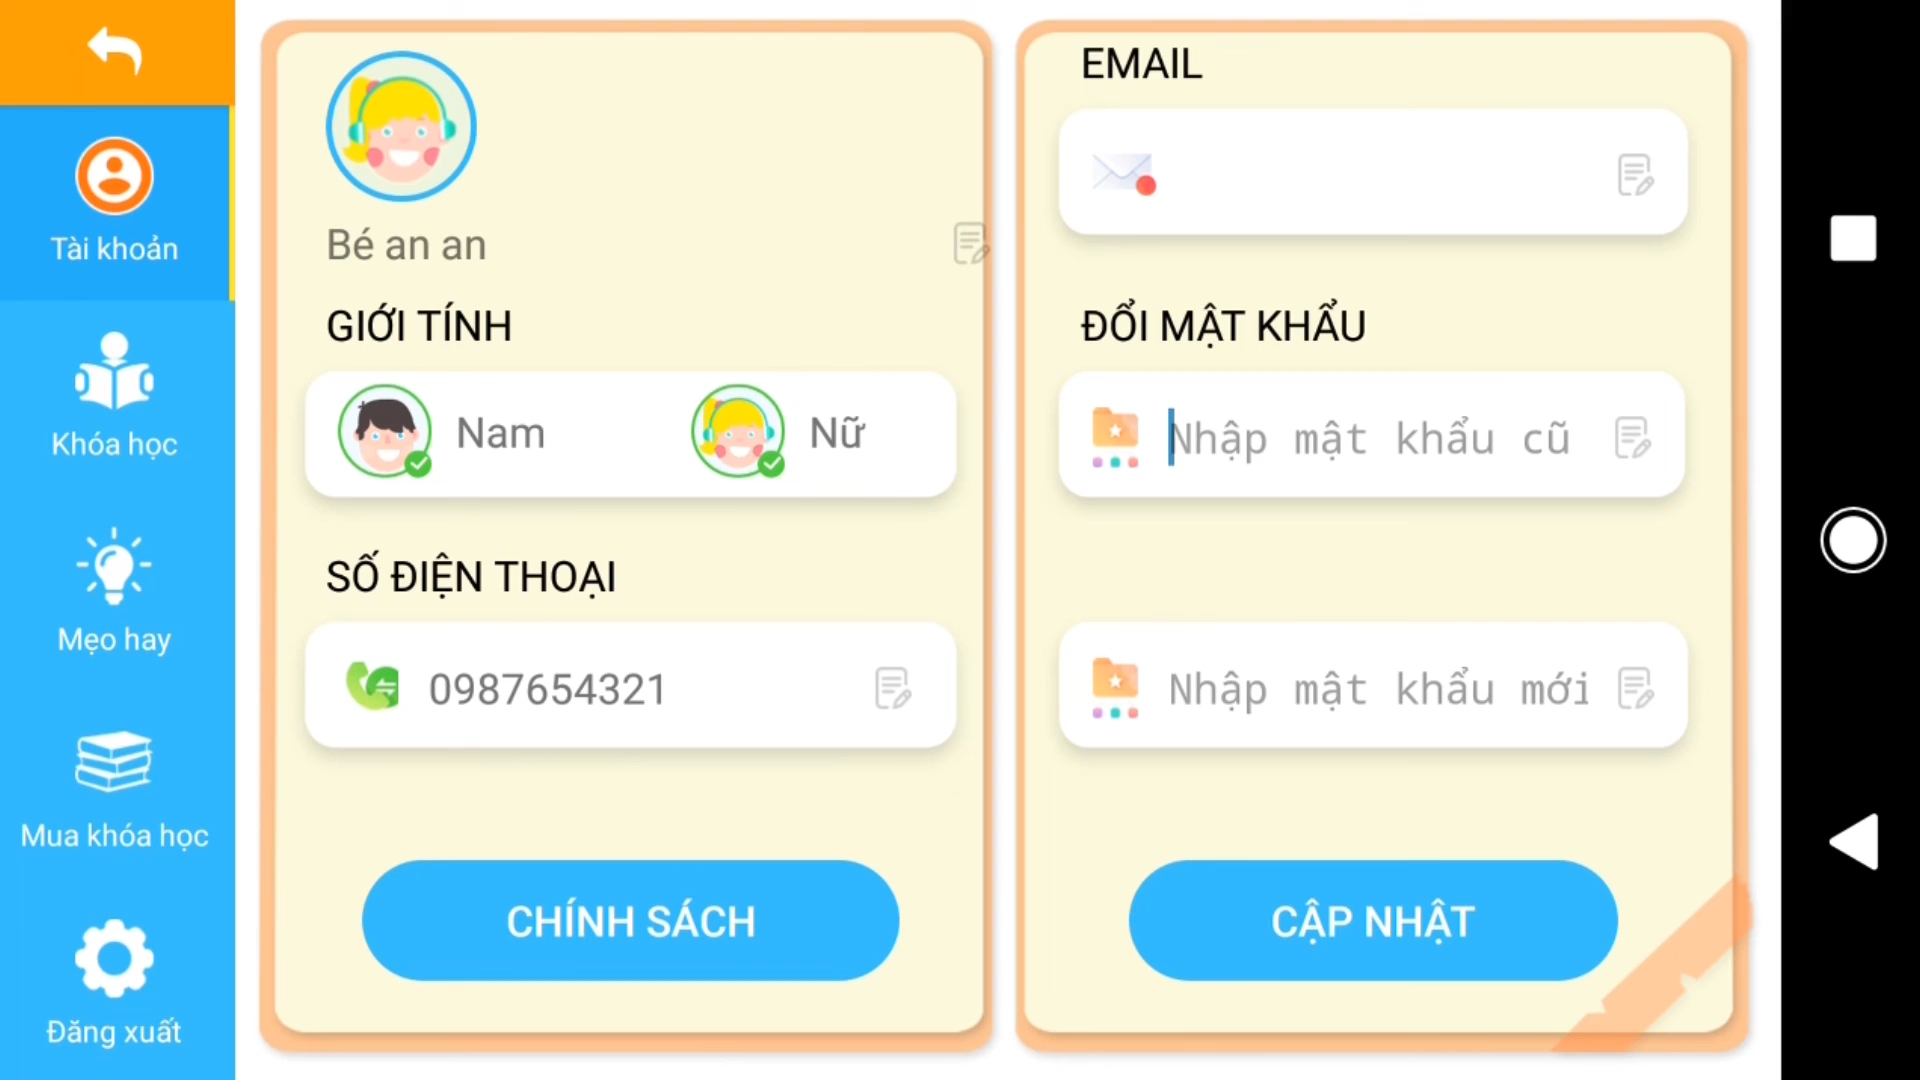 Tài khoản
Khóa học
Mẹo hay
Mua khóa học
Đăng xuất
Bé an an
GIỚI TÍNH
Nam
Nữ
SỐ ĐIỆN THOẠI
0987654321
CHÍNH SÁCH
EMAIL
ĐỔI MẬT KHẨU
Nhập mật khẩu cũ
Nhập mật khẩu mới
CẬP NHẬT